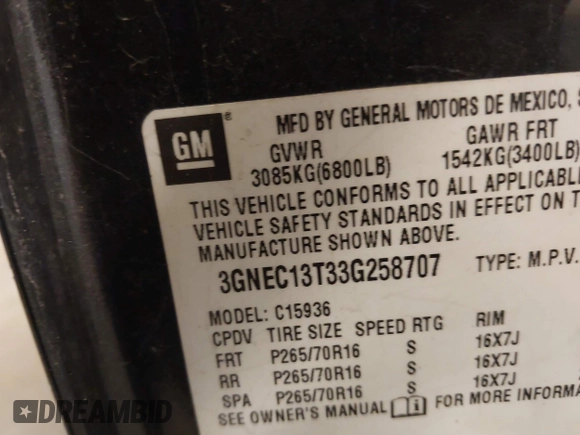 GM®
MFD BY GENERAL MOTORS DE MEXICO, S
GVWR GAWR FRT
3085KG(6800LB) 1542KG(3400LB)
THIS VEHICLE CONFORMS TO ALL APPLICABL
VEHICLE SAFETY STANDARDS IN EFFECT ON T
MANUFACTURE SHOWN ABOVE.
3GNEC13T33G258707 TYPE: M.P.V.
MODEL: C15936
CPDV TIRE SIZE SPEED RTG RIM
FRT P265/70R16 S 16X7J
RR P265/70R16 S 16X7J
SPA P265/70R16 S 16X7J
SEE OWNER'S MANUAL FOR MORE INFORMA
DREAMBID